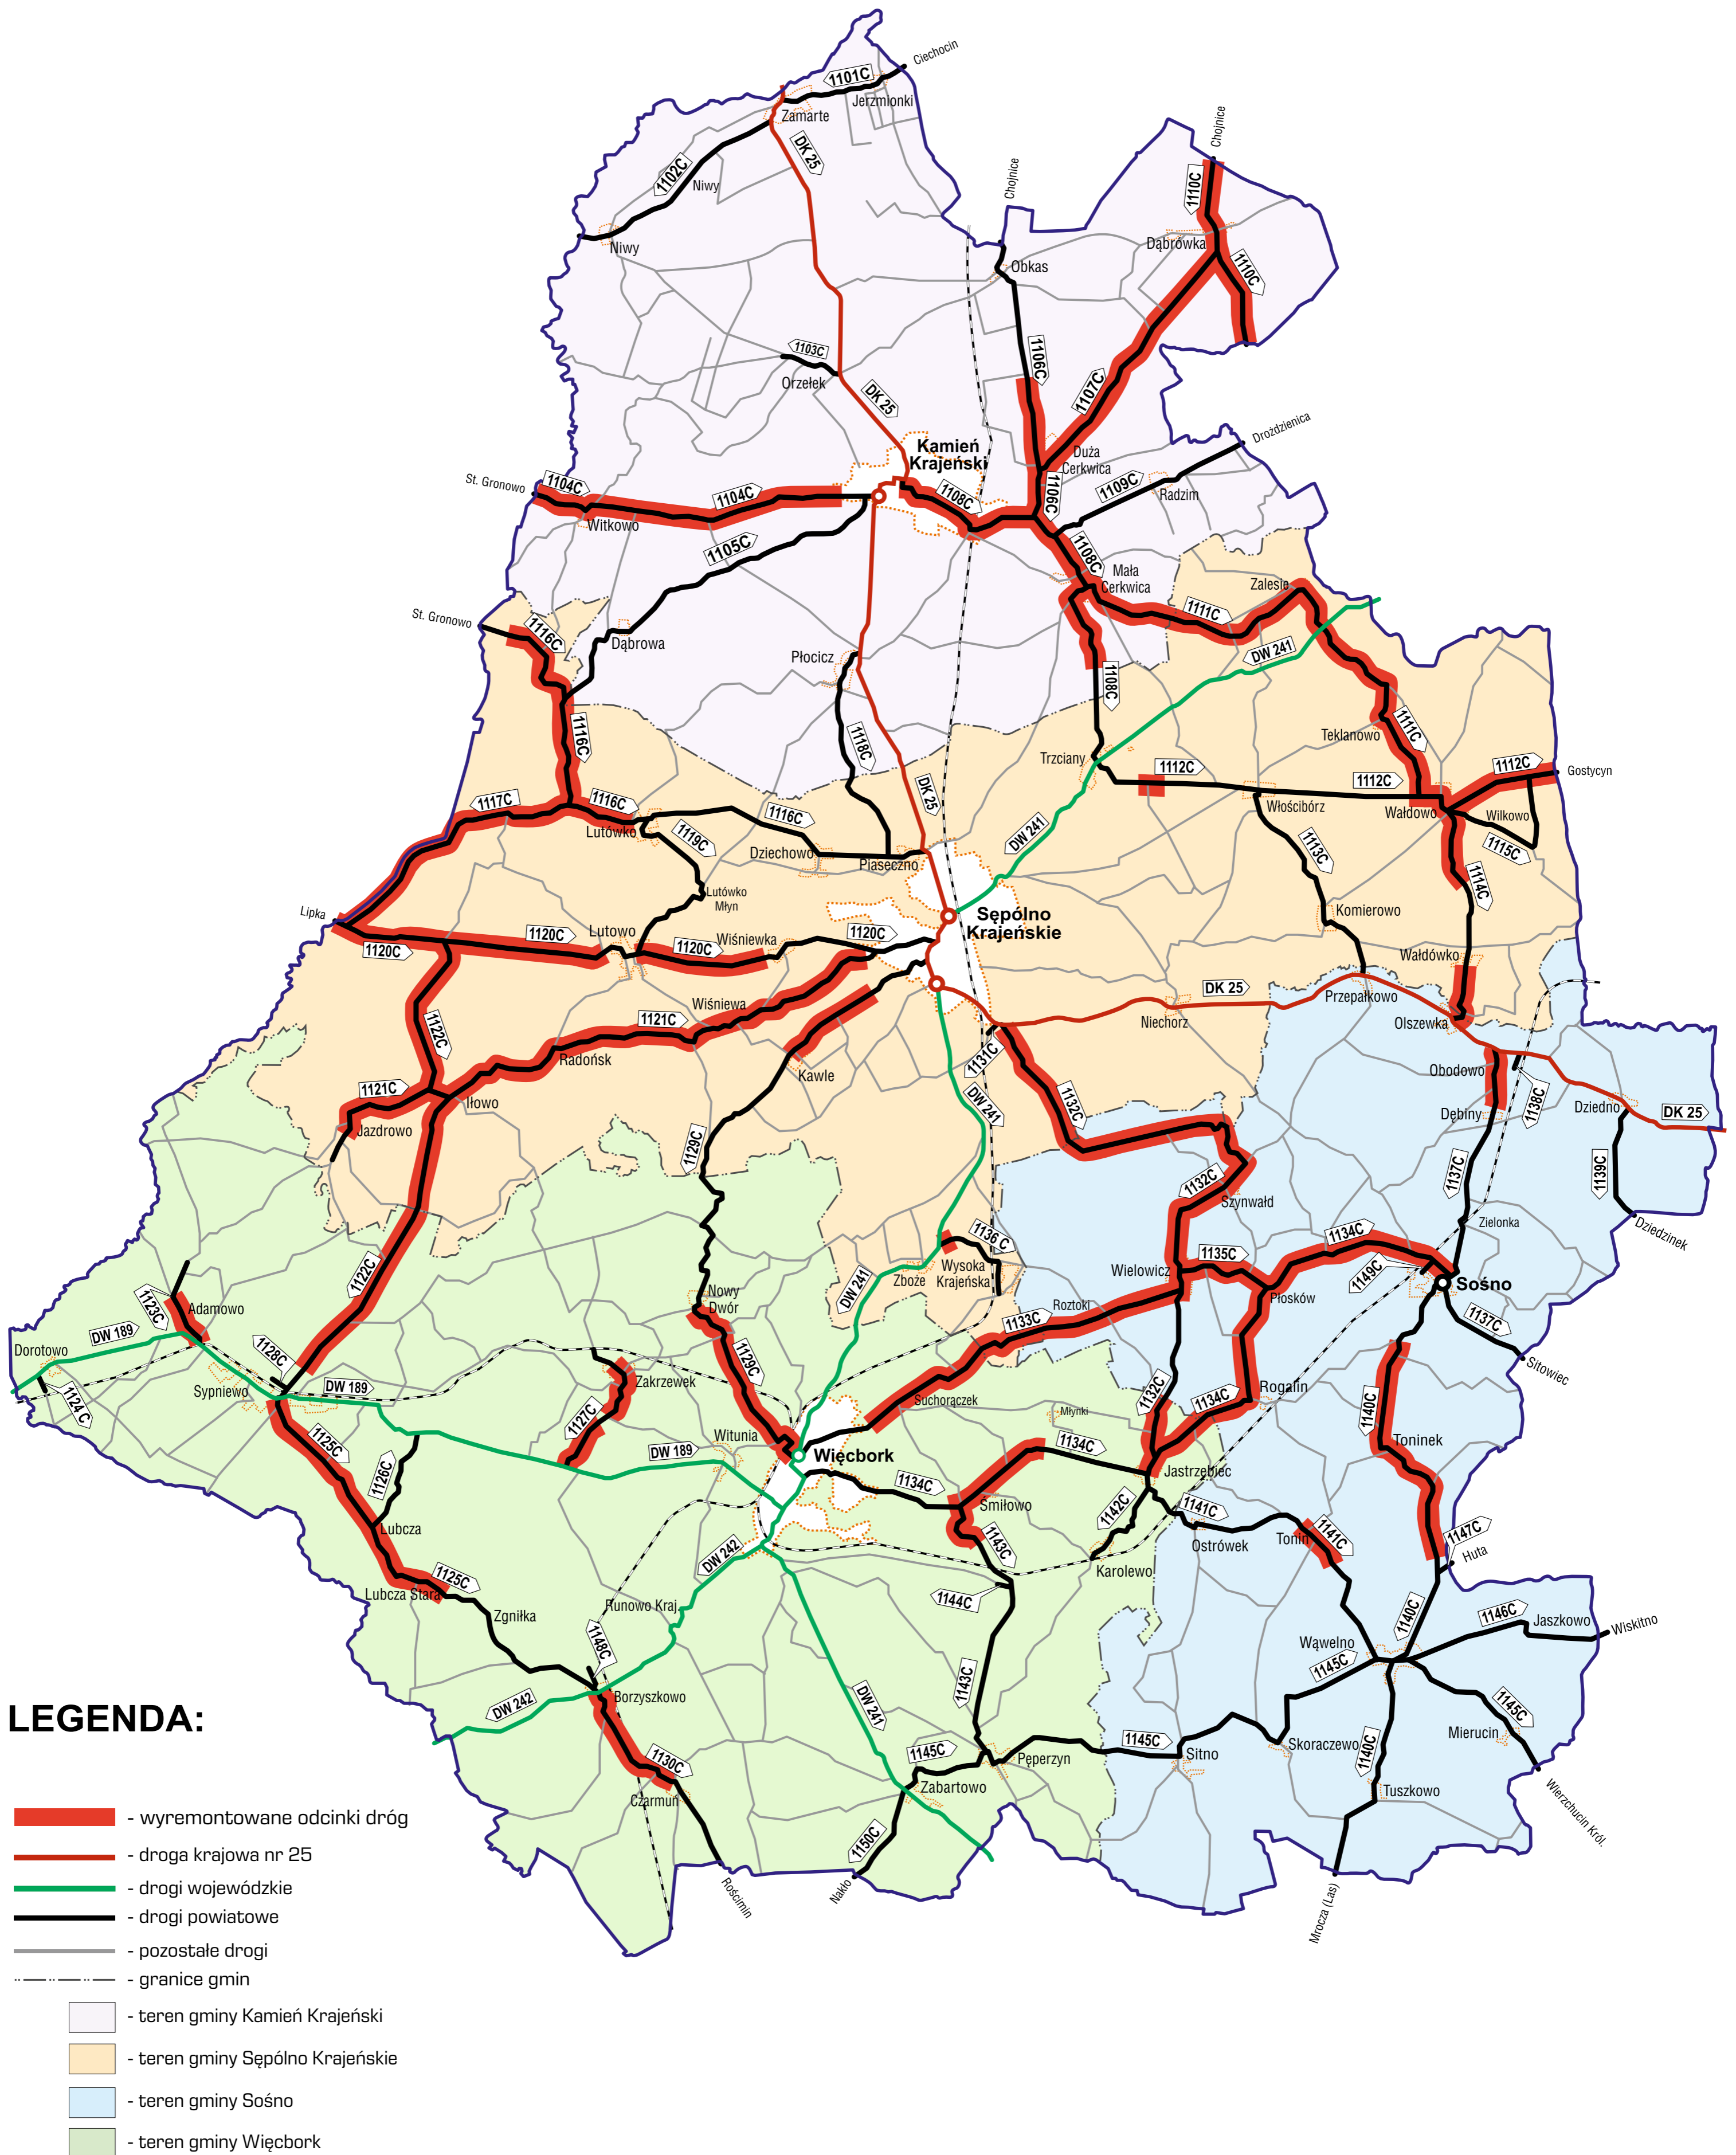 Ciechocin
1101C
Jerzmionki
Zamarte
DK 25
1102C
Niwy
Niwy
Chojnice
Chojnice
1110C
Dąbrówka
1110C
Obkas
1103C
Orzełek
DK 25
1106C
1107C
Kamień
Krajeński
Duża
Cerkwica
Drożdzienica
St. Gronowo
1104C
1104C
Witkowo
1108C
1106C
1109C
Radzim
1105C
1108C
Mała
Cerkwica
Zalesie
St. Gronowo
1116C
Dąbrowa
1111C
DW 241
Płocicz
1108C
1116C
1118C
Teklanowo
1111C
Trzciany
1112C
1112C
1112C
Gostycyn
DK 25
1117C
1116C
Lutówko
1116C
1119C
Dziechowo
Piaseczno
DW 241
Włościbórz
Wałdowo
Wilkowo
1115C
1113C
1114C
Lutówko
Młyn
Lipka
1120C
1120C
Lutowo
1120C
Wiśniewka
1120C
Sępólno
Krajeńskie
Komierowo
Wałdówko
Wiśniewa
1121C
1122C
Radońsk
DK 25
Niechorz
Przepałkowo
Olszewka
1131C
Kawle
1121C
Iłowo
Jazdrowo
DW 241
1132C
Obodowo
Dębiny
1138C
Dziedno
DK 25
1129C
1137C
1139C
1132C
Szynwałd
Zielonka
Dziedzinek
1122C
1136 C
Wysoka
Krajeńska
Zboże
DW 241
1135C
Wielowicz
1134C
1149C
Sośno
Płosków
1123C
Adamowo
DW 189
Dorotowo
1124 C
Sypniewo
1128C
DW 189
Nowy
Dwór
1129C
Roztoki
1133C
1137C
Sitowiec
Zakrzewek
1127C
Suchorączek
1132C
1134C
Rogalin
1140C
Młynki
1125C
1126C
Witunia
DW 189
Więcbork
1134C
1134C
Toninek
Jastrzębiec
Śmiłowo
1143C
1142C
1141C
Ostrówek
Tonin
1141C
1147C
Huta
Lubcza
Lubcza Stara
1125C
Zgniłka
DW 242
Karolewo
1144C
Runowo Kraj.
1148C
1140C
1146C
Jaszkowo
Wiskitno
Wąwelno
1145C
1143C
Borzyszkowo
DW 242
DW 241
1130C
Czarmuń
1145C
Zabartowo
Pęperzyn
1145C
Sitno
Skoraczewo
1145C
Mierucin
1140C
Tuszkowo
Wierzchucin Król.
1150C
Nakło
Rościmin
Mrocza (Las)
LEGENDA:
- wyremontowane odcinki dróg
- droga krajowa nr 25
- drogi wojewódzkie
- drogi powiatowe
- pozostałe drogi
- granice gmin
- teren gminy Kamień Krajeński
- teren gminy Sępólno Krajeńskie
- teren gminy Sośno
- teren gminy Więcbork